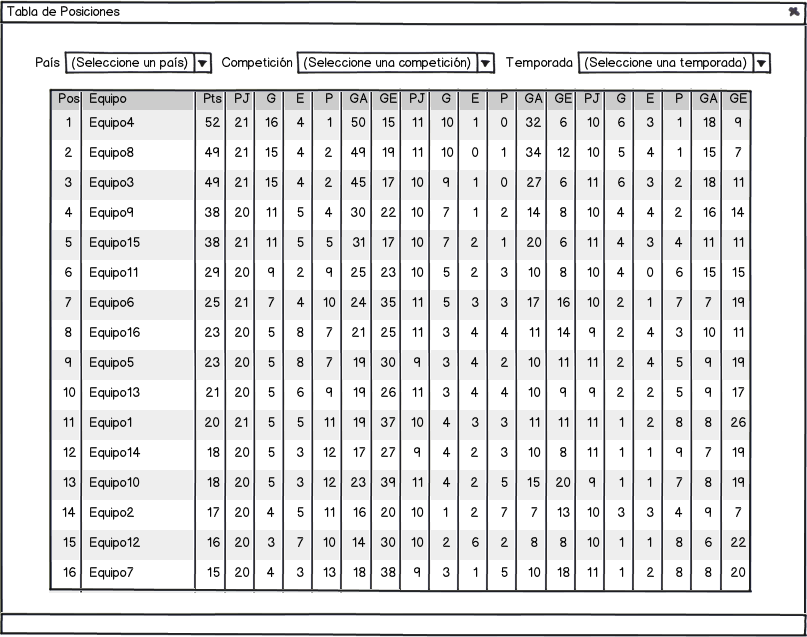 Tabla de Posiciones
País (Seleccione un país) Competición (Seleccione una competición) Temporada (Seleccione una temporada)
Pos Equipo Pts PJ G E P GA GE PJ G E P GA GE PJ G E P GA GE
1 Equipo4 52 21 16 4 1 50 15 11 10 1 0 32 6 10 6 3 1 18 9
2 Equipo8 49 21 15 4 2 49 19 11 10 0 1 34 12 10 5 4 1 15 7
3 Equipo3 49 21 15 4 2 45 17 10 9 1 0 27 6 11 6 3 2 18 11
4 Equipo9 38 20 11 5 4 30 22 10 7 1 2 14 8 10 4 4 2 16 14
5 Equipo15 38 21 11 5 5 31 17 10 7 2 1 20 6 11 4 3 4 11 11
6 Equipo11 29 20 9 2 9 25 23 10 5 2 3 10 8 10 4 0 6 15 15
7 Equipo6 25 21 7 4 10 24 35 11 5 3 3 17 16 10 2 1 7 7 19
8 Equipo16 23 20 5 8 7 21 25 11 3 4 4 11 14 9 2 4 3 10 11
9 Equipo5 23 20 5 8 7 19 30 9 3 4 2 10 11 11 2 4 5 9 19
10 Equipo13 21 20 5 6 9 19 26 11 3 4 4 10 9 9 2 2 5 9 17
11 Equipo1 20 21 5 5 11 19 37 10 4 3 3 11 11 11 1 2 8 8 26
12 Equipo14 18 20 5 3 12 17 27 9 4 2 3 10 8 11 1 1 9 7 19
13 Equipo10 18 20 5 3 12 23 39 11 4 2 5 15 20 9 1 1 7 8 19
14 Equipo2 17 20 4 5 11 16 20 10 1 2 7 7 13 10 3 3 4 9 7
15 Equipo12 16 20 3 7 10 14 30 10 2 6 2 8 8 10 1 1 8 6 22
16 Equipo7 15 20 4 3 13 18 38 9 3 1 5 10 18 11 1 2 8 8 20